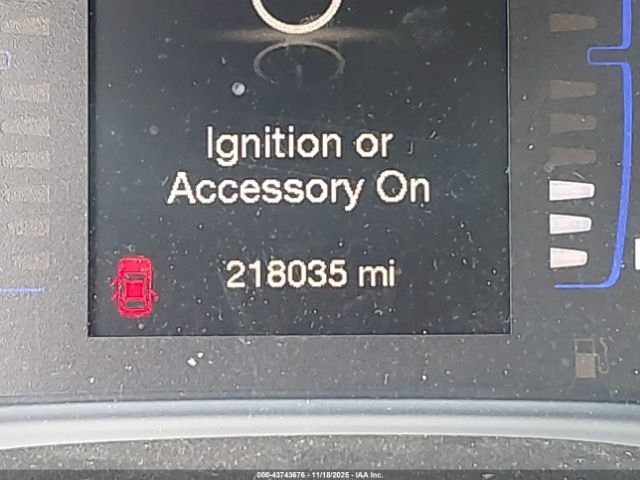 Ignition or
Accessory On
218035 mi
000-43743676 - 11/18/2025 - IAA Inc.